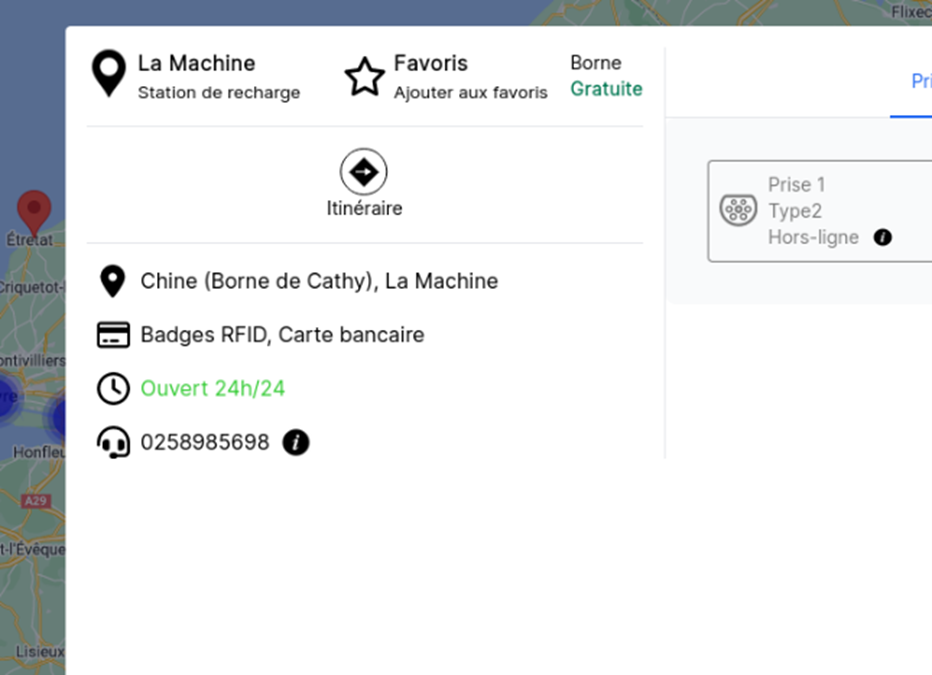 Flixec
La Machine
Station de recharge
Favoris
Ajouter aux favoris
Borne
Gratuite
Pri
Itinéraire
Prise 1
Type2
Hors-ligne
Étretat
Criquetot-l
Chine (Borne de Cathy), La Machine
Badges RFID, Carte bancaire
ontivilliers
Ouvert 24h/24
vre
0258985698
Honfleu
A29
t-l'Évêque
Lisieux